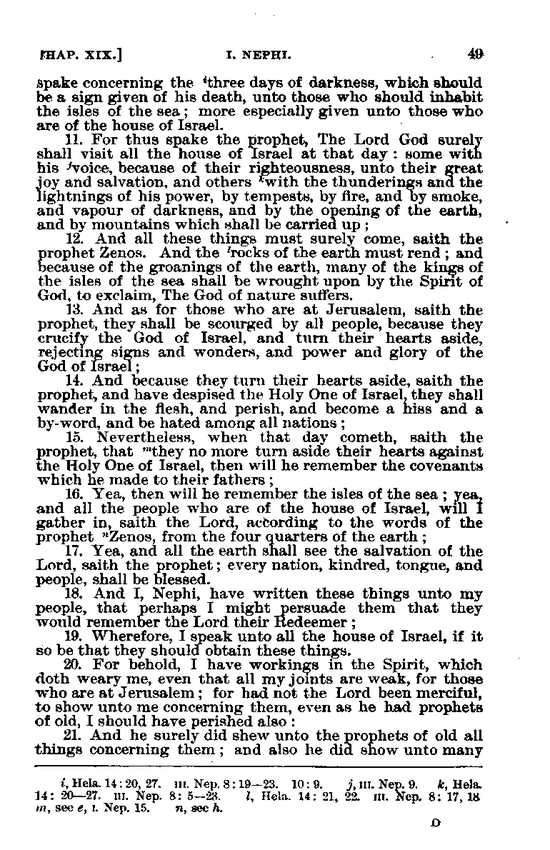 [CHAP. XIX.] I. NEPHI. 49
spake concerning the ⁱthree days of darkness, which should
be a sign given of his death, unto those who should inhabit
the isles of the sea; more especially given unto those who
are of the house of Israel.
11. For thus spake the prophet, The Lord God surely
shall visit all the house of Israel at that day: some with
his ʲvoice, because of their righteousness, unto their great
joy and salvation, and others ᵏwith the thunderings and the
lightnings of his power, by tempests, by fire, and by smoke,
and vapour of darkness, and by the opening of the earth,
and by mountains which shall be carried up;
12. And all these things must surely come, saith the
prophet Zenos. And the ˡrocks of the earth must rend; and
because of the groanings of the earth, many of the kings of
the isles of the sea shall be wrought upon by the Spirit of
God, to exclaim, The God of nature suffers.
13. And as for those who are at Jerusalem, saith the
prophet, they shall be scourged by all people, because they
crucify the God of Israel, and turn their hearts aside,
rejecting signs and wonders, and power and glory of the
God of Israel;
14. And because they turn their hearts aside, saith the
prophet, and have despised the Holy One of Israel, they shall
wander in the flesh, and perish, and become a hiss and a
by-word, and be hated among all nations;
15. Nevertheless, when that day cometh, saith the
prophet, that ᵐthey no more turn aside their hearts against
the Holy One of Israel, then will he remember the covenants
which he made to their fathers;
16. Yea, then will he remember the isles of the sea; yea,
and all the people who are of the house of Israel, will I
gather in, saith the Lord, according to the words of the
prophet ⁿZenos, from the four quarters of the earth;
17. Yea, and all the earth shall see the salvation of the
Lord, saith the prophet; every nation, kindred, tongue, and
people, shall be blessed.
18. And I, Nephi, have written these things unto my
people, that perhaps I might persuade them that they
would remember the Lord their Redeemer;
19. Wherefore, I speak unto all the house of Israel, if it
so be that they should obtain these things.
20. For behold, I have workings in the Spirit, which
doth weary me, even that all my joints are weak, for those
who are at Jerusalem; for had not the Lord been merciful,
to show unto me concerning them, even as he had prophets
of old, I should have perished also:
21. And he surely did shew unto the prophets of old all
things concerning them; and also he did show unto many
i, Hela. 14: 20, 27. III. Nep. 8: 19—23. 10: 9. j, III. Nep. 9. k, Hela.
14: 20—27. III. Nep. 8: 5—23. l, Hela. 14: 21, 22. III. Nep. 8: 17, 18
m, see e, I. Nep. 15. n, see h.
D